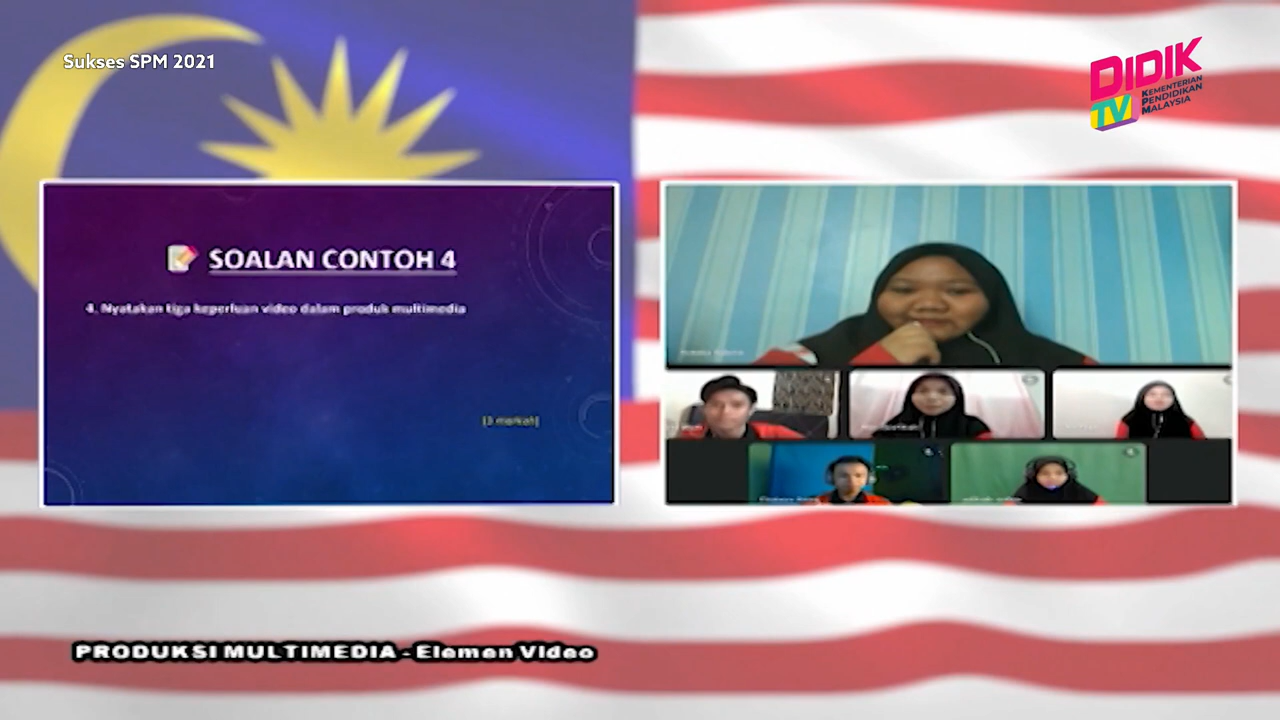 Sukses SPM 2021
DIDIK
TV
KEMENTERIAN
PENDIDIKAN
MALAYSIA
SOALAN CONTOH 4
4. Nyatakan tiga keperluan video dalam produk multimedia
[3 markah]
PRODUKSI MULTIMEDIA - Elemen Video